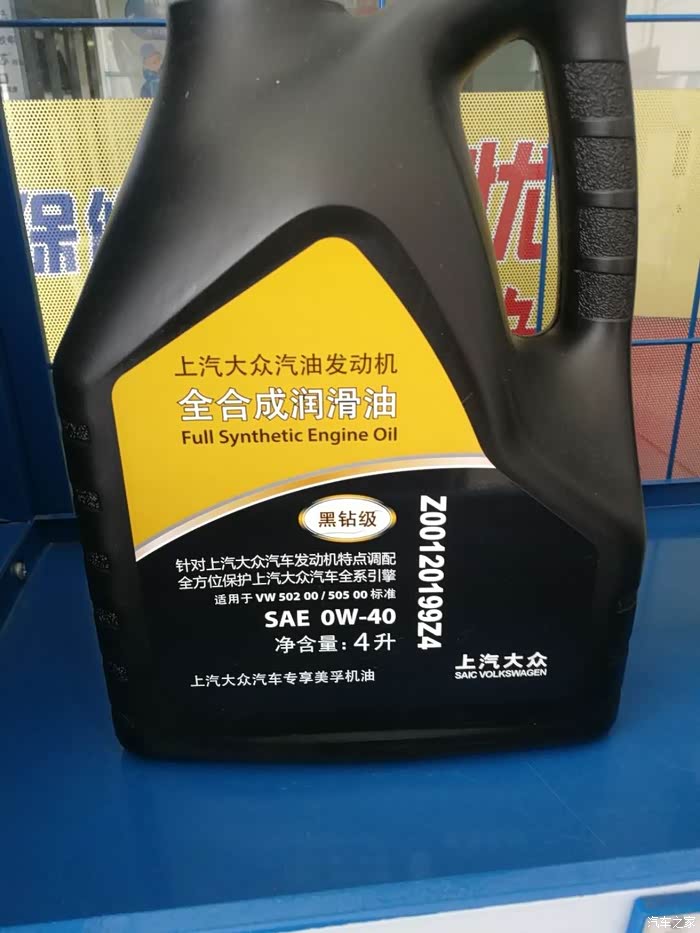 保
忧
上汽大众汽油发动机
全合成润滑油
Full Synthetic Engine Oil
黑钻级
针对上汽大众汽车发动机特点调配
全方位保护上汽大众汽车全系引擎
适用于 VW 502 00 / 505 00 标准
SAE 0W-40
净含量：4升
Z00120199Z4
上汽大众
SAIC VOLKSWAGEN
上汽大众汽车专享美孚机油
汽车之家